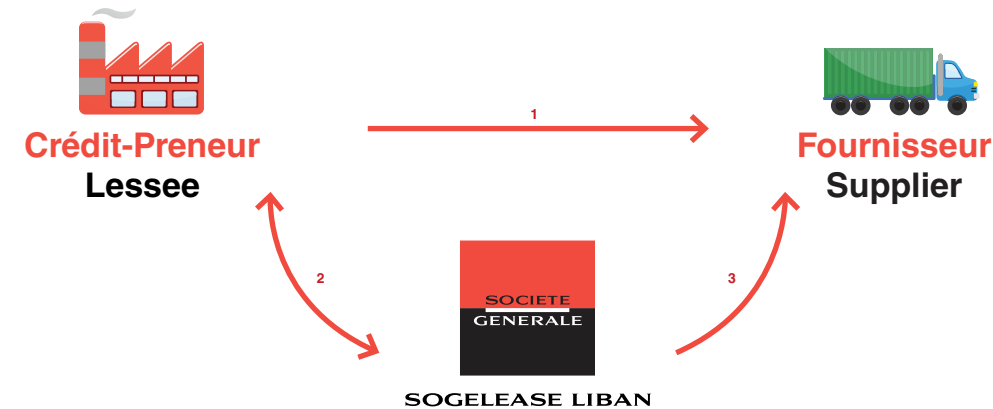 1
Crédit-Preneur
Lessee
Fournisseur
Supplier
2
3
SOCIETE
GENERALE
SOGELEASE LIBAN